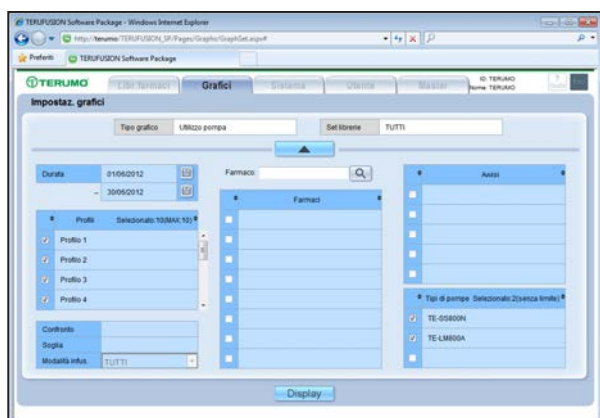 TERUFUSION Software Package - Windows Internet Explorer
http://terumo/TERUFUSION_SP/Pages/Graphs/GraphSet.aspx#
Preferiti TERUFUSION Software Package
TERUMO Libr.farmaci Grafici Sistema Utente Master ID: TERUMO
Nome: TERUMO
Impostaz. grafici
Tipo grafico Utilizzo pompa Set librerie TUTTI
Durata 01/06/2012
~ 30/06/2012
Farmaco:
Avvisi
Farmaci
Profili Selezionato:10(MAX:10)
Profilo 1
Profilo 2
Profilo 3
Profilo 4
Tipi di pompe Selezionato:2(senza limite)
TE-SS800N
TE-LM800A
Confronto
Soglia
Modalità infus. TUTTI
Display